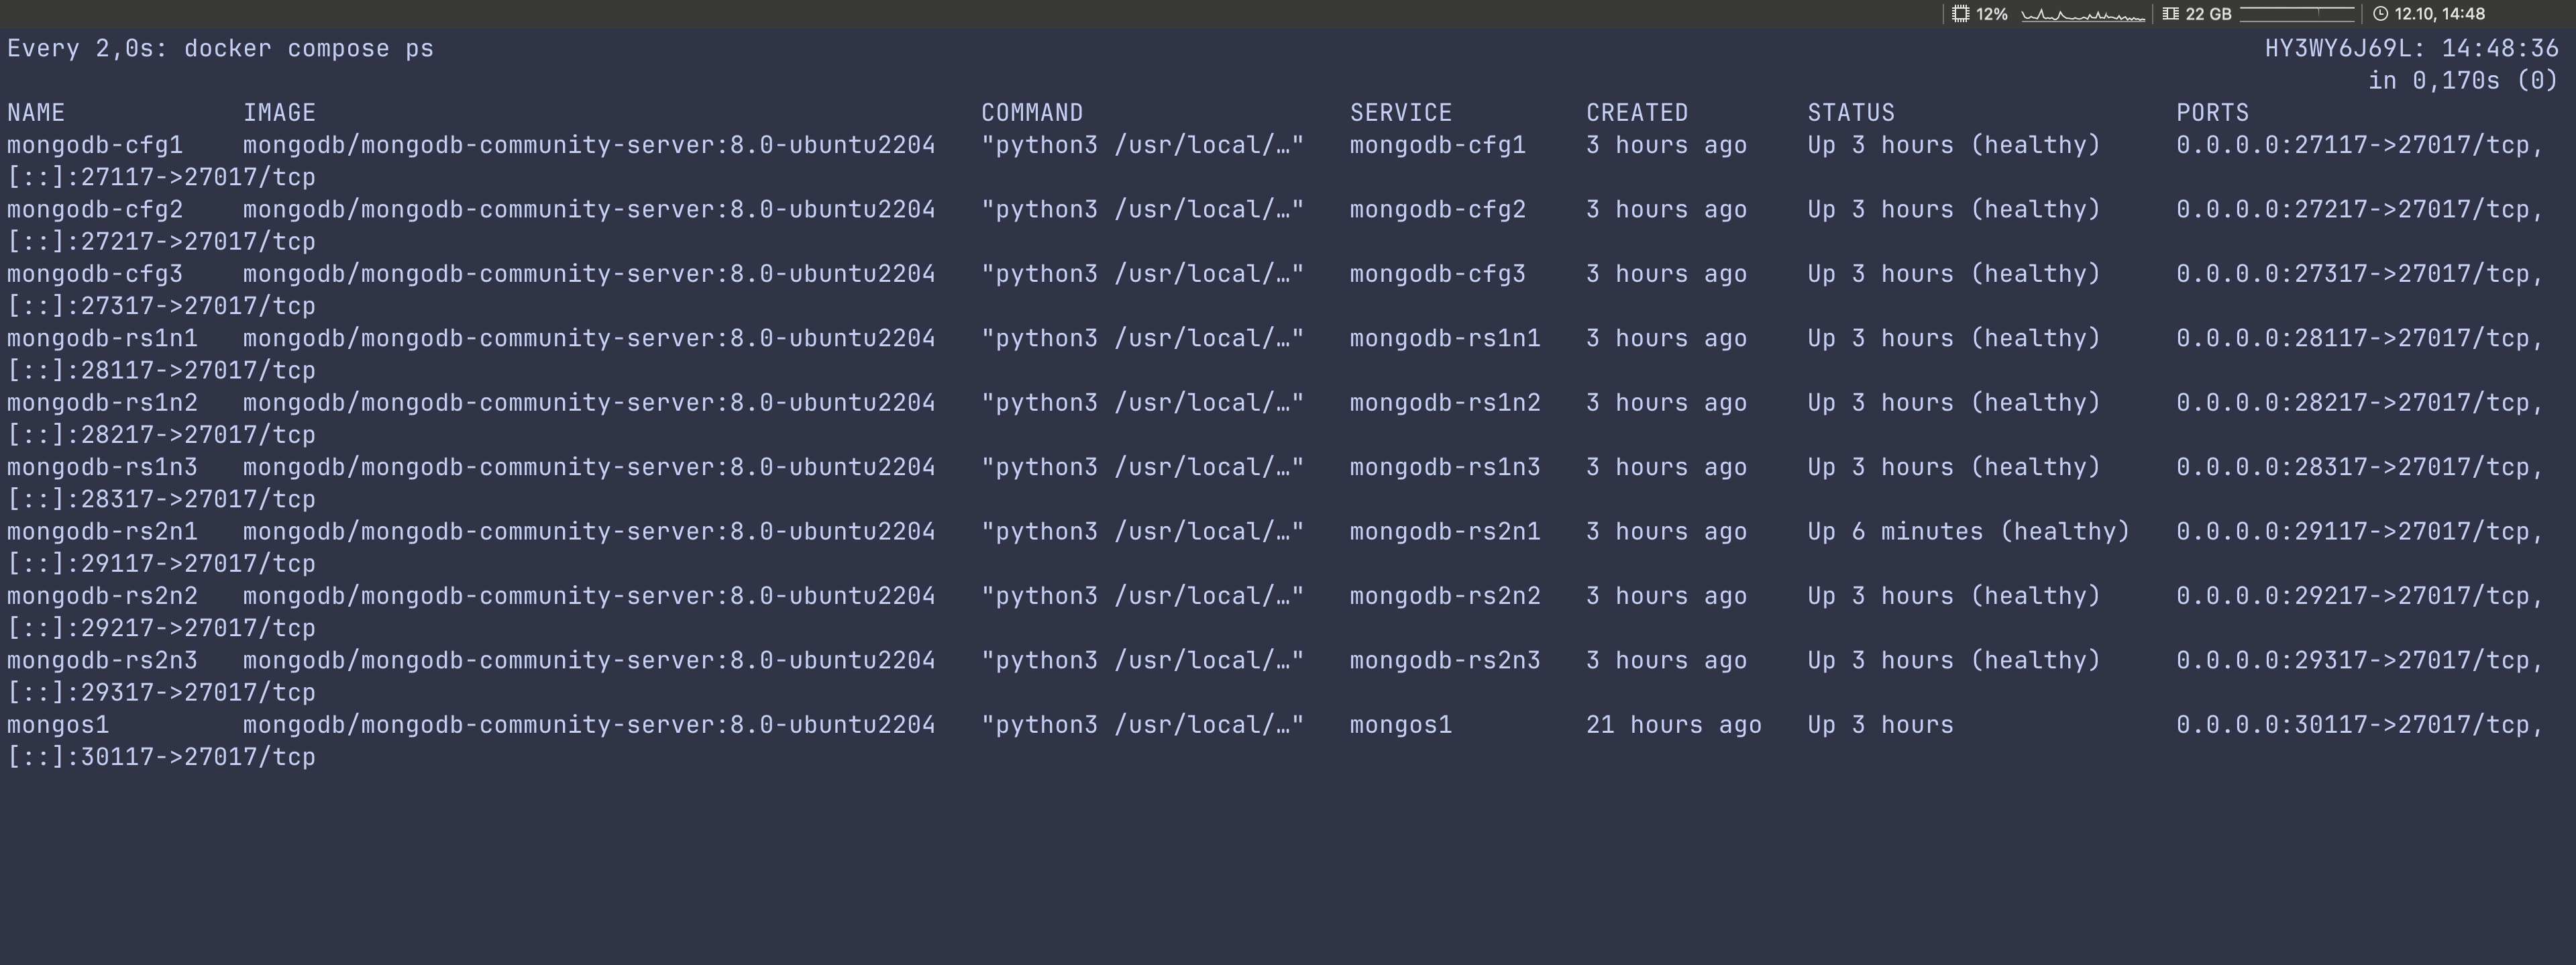 12% 22 GB 12.10, 14:48
Every 2,0s: docker compose ps HY3WY6J69L: 14:48:36
in 0,170s (0)
NAME IMAGE COMMAND SERVICE CREATED STATUS PORTS
mongodb-cfg1 mongodb/mongodb-community-server:8.0-ubuntu2204 "python3 /usr/local/…" mongodb-cfg1 3 hours ago Up 3 hours (healthy) 0.0.0.0:27117->27017/tcp,
[::]:27117->27017/tcp
mongodb-cfg2 mongodb/mongodb-community-server:8.0-ubuntu2204 "python3 /usr/local/…" mongodb-cfg2 3 hours ago Up 3 hours (healthy) 0.0.0.0:27217->27017/tcp,
[::]:27217->27017/tcp
mongodb-cfg3 mongodb/mongodb-community-server:8.0-ubuntu2204 "python3 /usr/local/…" mongodb-cfg3 3 hours ago Up 3 hours (healthy) 0.0.0.0:27317->27017/tcp,
[::]:27317->27017/tcp
mongodb-rs1n1 mongodb/mongodb-community-server:8.0-ubuntu2204 "python3 /usr/local/…" mongodb-rs1n1 3 hours ago Up 3 hours (healthy) 0.0.0.0:28117->27017/tcp,
[::]:28117->27017/tcp
mongodb-rs1n2 mongodb/mongodb-community-server:8.0-ubuntu2204 "python3 /usr/local/…" mongodb-rs1n2 3 hours ago Up 3 hours (healthy) 0.0.0.0:28217->27017/tcp,
[::]:28217->27017/tcp
mongodb-rs1n3 mongodb/mongodb-community-server:8.0-ubuntu2204 "python3 /usr/local/…" mongodb-rs1n3 3 hours ago Up 3 hours (healthy) 0.0.0.0:28317->27017/tcp,
[::]:28317->27017/tcp
mongodb-rs2n1 mongodb/mongodb-community-server:8.0-ubuntu2204 "python3 /usr/local/…" mongodb-rs2n1 3 hours ago Up 6 minutes (healthy) 0.0.0.0:29117->27017/tcp,
[::]:29117->27017/tcp
mongodb-rs2n2 mongodb/mongodb-community-server:8.0-ubuntu2204 "python3 /usr/local/…" mongodb-rs2n2 3 hours ago Up 3 hours (healthy) 0.0.0.0:29217->27017/tcp,
[::]:29217->27017/tcp
mongodb-rs2n3 mongodb/mongodb-community-server:8.0-ubuntu2204 "python3 /usr/local/…" mongodb-rs2n3 3 hours ago Up 3 hours (healthy) 0.0.0.0:29317->27017/tcp,
[::]:29317->27017/tcp
mongos1 mongodb/mongodb-community-server:8.0-ubuntu2204 "python3 /usr/local/…" mongos1 21 hours ago Up 3 hours 0.0.0.0:30117->27017/tcp,
[::]:30117->27017/tcp